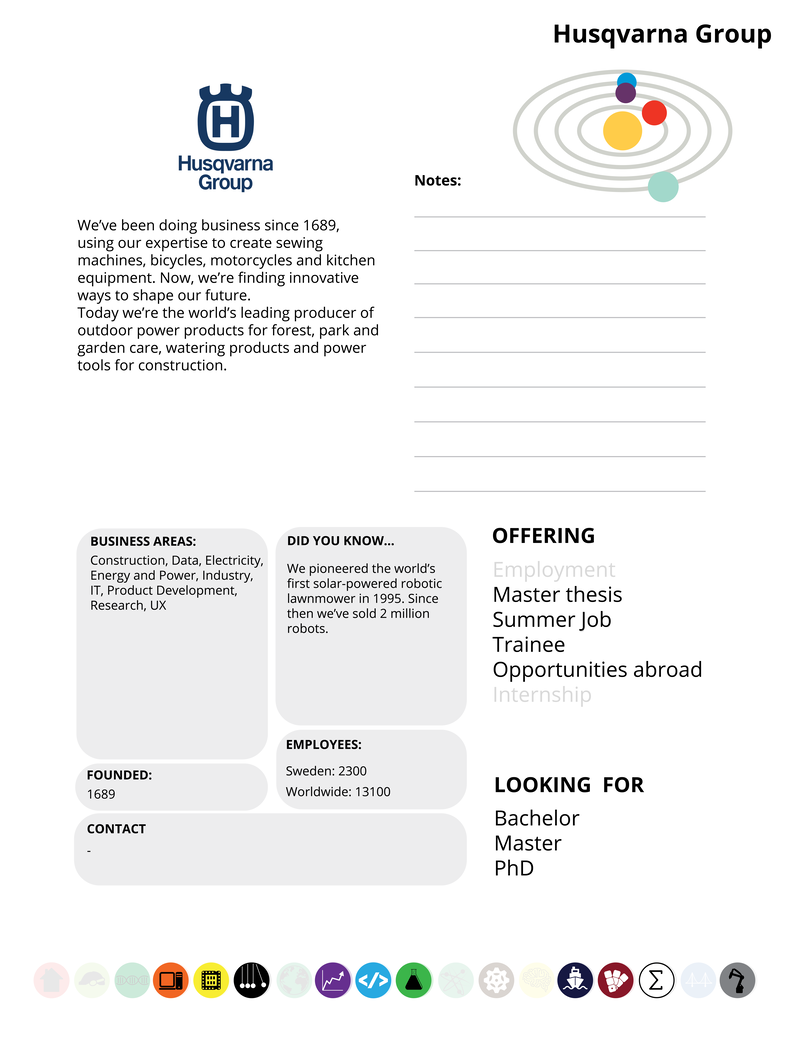 Husqvarna Group
H
Husqvarna
Group
We’ve been doing business since 1689,
using our expertise to create sewing
machines, bicycles, motorcycles and kitchen
equipment. Now, we’re finding innovative
ways to shape our future.
Today we’re the world’s leading producer of
outdoor power products for forest, park and
garden care, watering products and power
tools for construction.
Notes:
BUSINESS AREAS:
Construction, Data, Electricity,
Energy and Power, Industry,
IT, Product Development,
Research, UX
DID YOU KNOW...
We pioneered the world’s
first solar-powered robotic
lawnmower in 1995. Since
then we’ve sold 2 million
robots.
FOUNDED:
1689
EMPLOYEES:
Sweden: 2300
Worldwide: 13100
CONTACT
-
OFFERING
Employment
Master thesis
Summer Job
Trainee
Opportunities abroad
Internship
LOOKING FOR
Bachelor
Master
PhD
</>
Σ